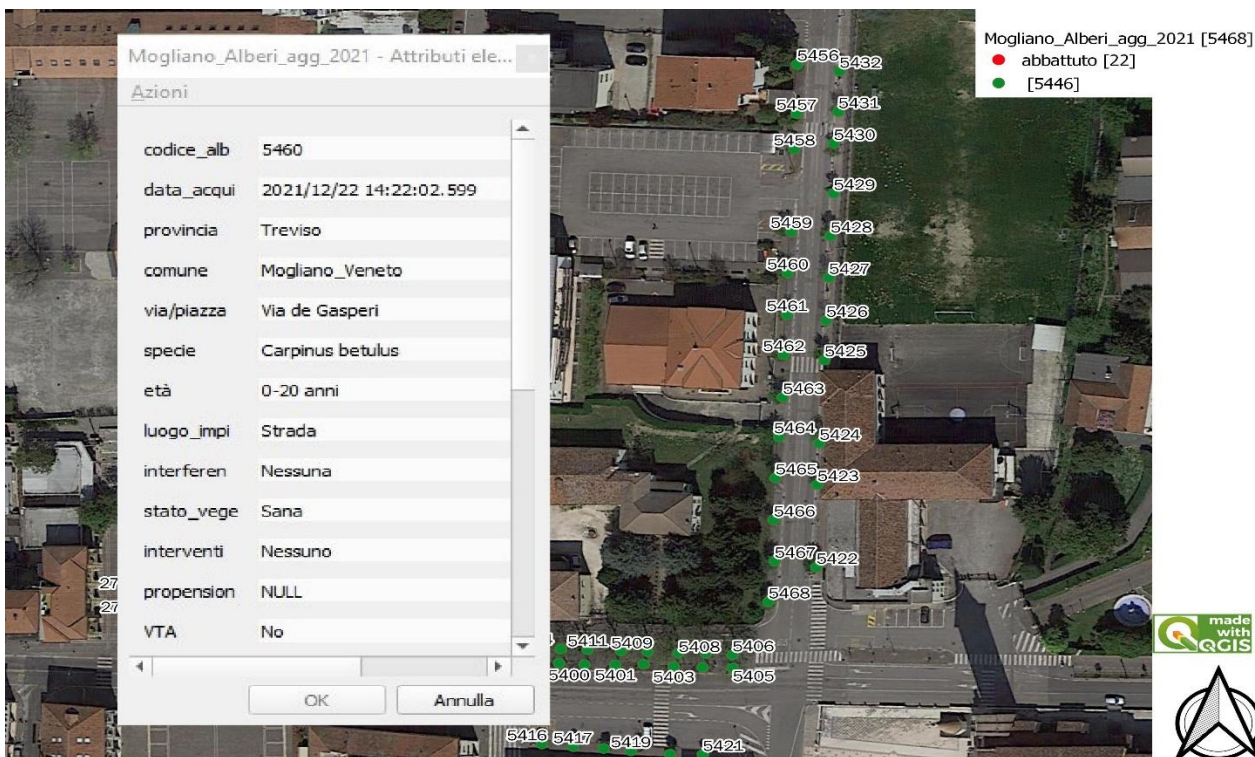 Mogliano_Alberi_agg_2021 - Attributi ele...
Azioni
codice_alb 5460
data_acqui 2021/12/22 14:22:02.599
provincia Treviso
comune Mogliano_Veneto
via/piazza Via de Gasperi
specie Carpinus betulus
età 0-20 anni
luogo_impi Strada
interferen Nessuna
stato_vege Sana
interventi Nessuno
propension NULL
VTA No
OK Annulla
Mogliano_Alberi_agg_2021 [5468]
abbattuto [22]
[5446]
5456 5432
5457 5431
5458 5430
5429
5459 5428
5460 5427
5461 5426
5462 5425
5463
5464 5424
5465 5423
5466
5467 5422
5468
5411 5409 5408 5406
5400 5401 5403 5405
5416 5417 5419 5421
made
with
QGIS